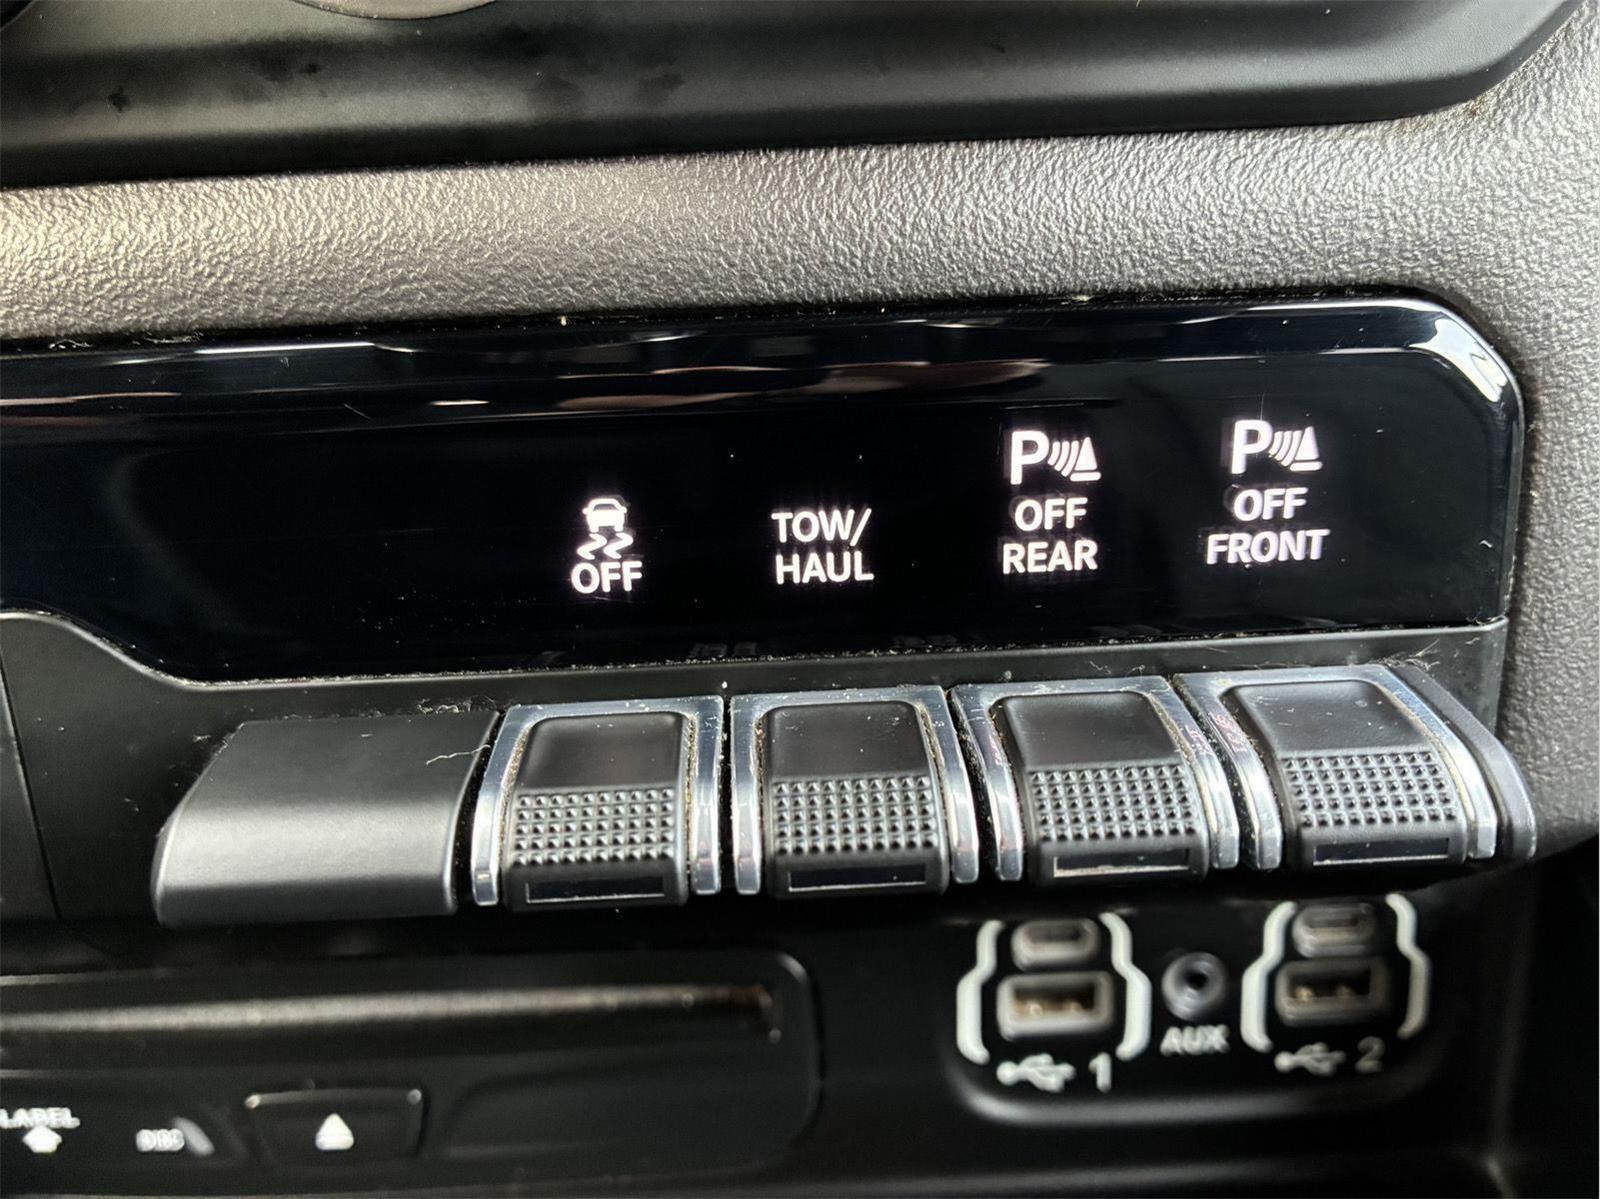 P
P
OFF
TOW/
OFF
OFF
HAUL
REAR
FRONT
AUX
1
2
LABEL